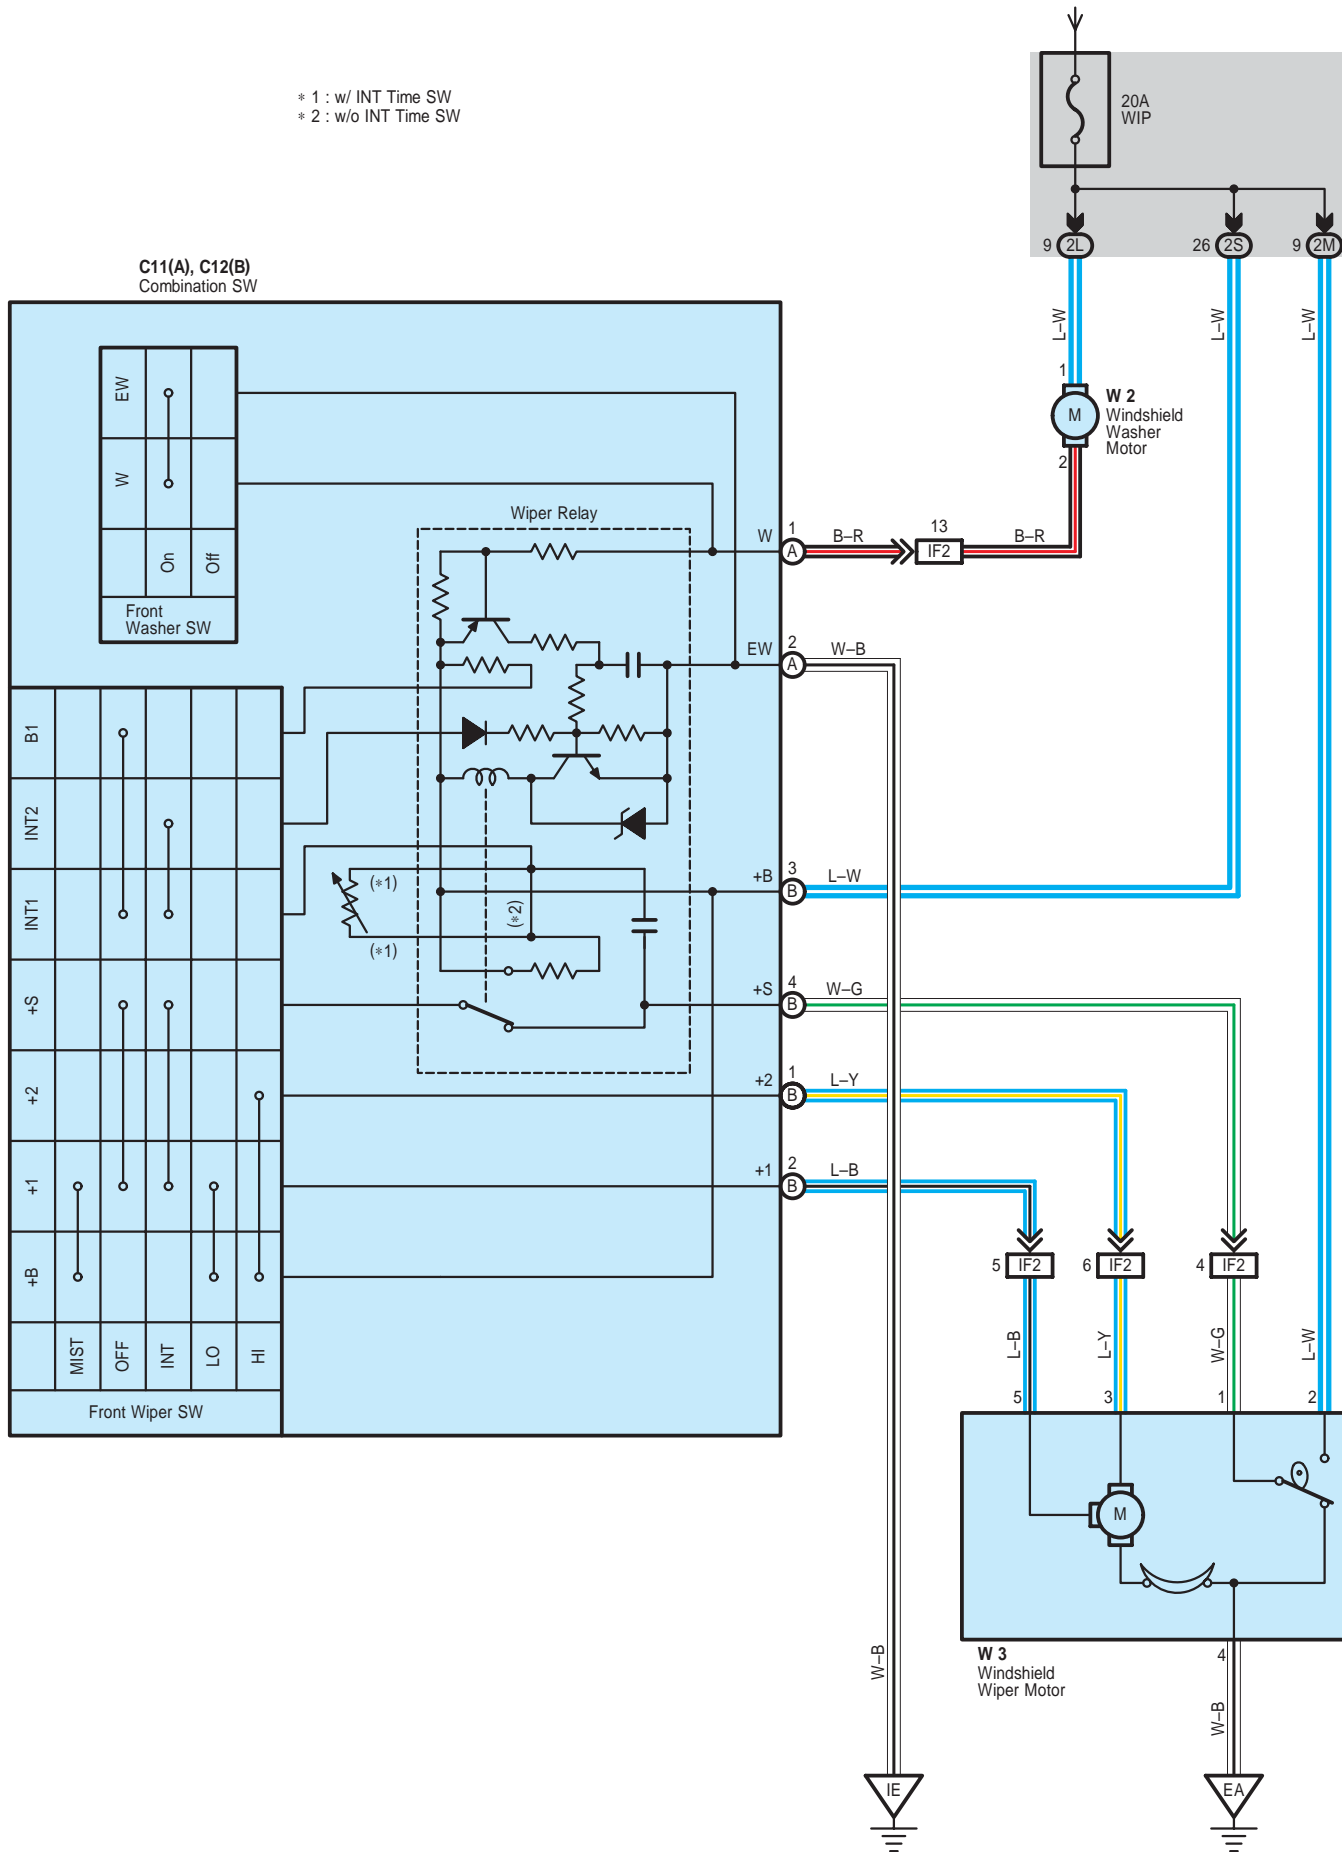 * 1 : w/ INT Time SW
* 2 : w/o INT Time SW
20A
WIP
9 2L
26 2S
9 2M
C11(A), C12(B)
Combination SW
L–W
L–W
L–W
1
W 2
Windshield
Washer
Motor
M
2
EW
W
On
Off
Front
Washer SW
Wiper Relay
W
1
A
B–R
13
IF2
B–R
EW
2
A
W–B
B1
INT2
INT1
+S
+2
+1
+B
MIST
OFF
INT
LO
HI
Front Wiper SW
(*1)
(*1)
(*2)
+B
3
B
L–W
+S
4
B
W–G
+2
1
B
L–Y
+1
2
B
L–B
5 IF2
6 IF2
4 IF2
L–B
L–Y
W–G
L–W
5
3
1
2
M
W 3
Windshield
Wiper Motor
4
W–B
W–B
IE
EA